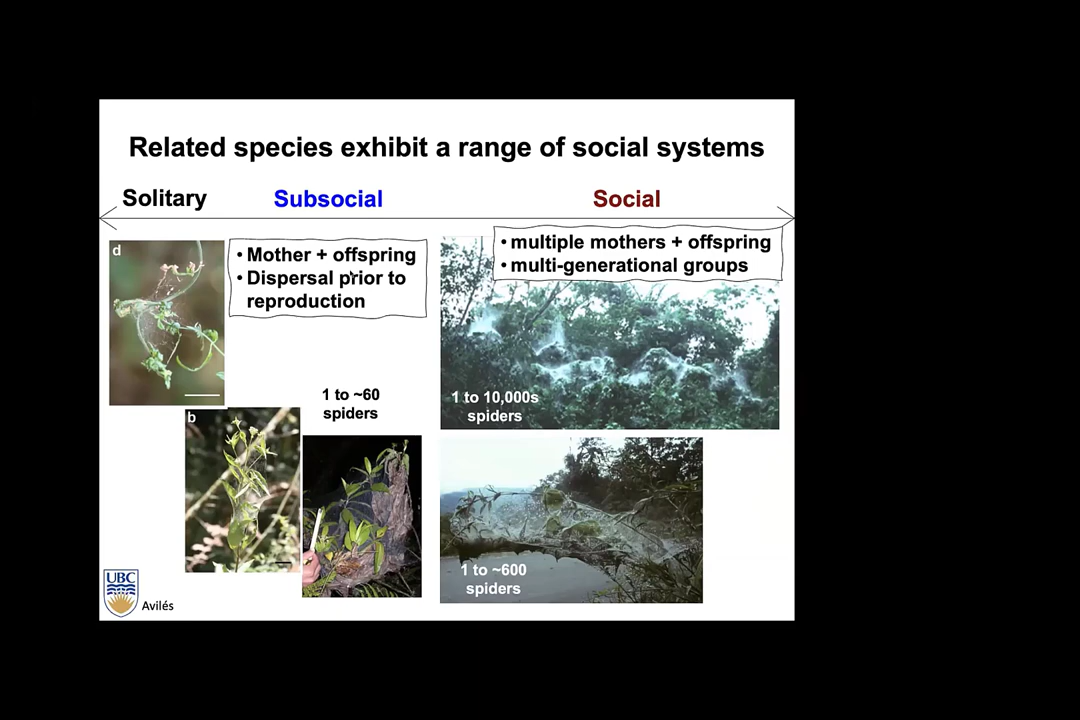 Related species exhibit a range of social systems
Solitary
Subsocial
Social
d
• Mother + offspring
• Dispersal prior to
reproduction
• multiple mothers + offspring
• multi-generational groups
1 to ~60
spiders
1 to 10,000s
spiders
b
1 to ~600
spiders
UBC
Avilés